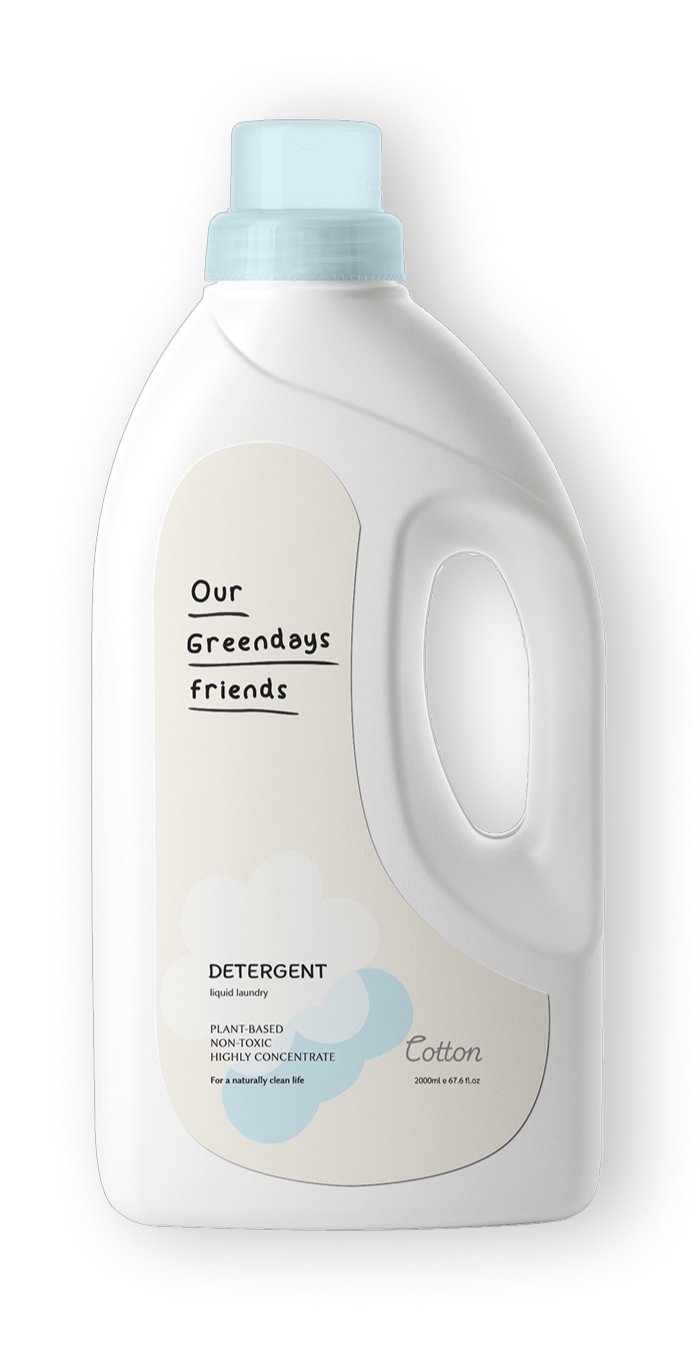 Our
Greendays
friends
DETERGENT
liquid laundry
PLANT-BASED
NON-TOXIC
HIGHLY CONCENTRATE
For a naturally clean life
Cotton
2000ml e 67.6 fl.oz